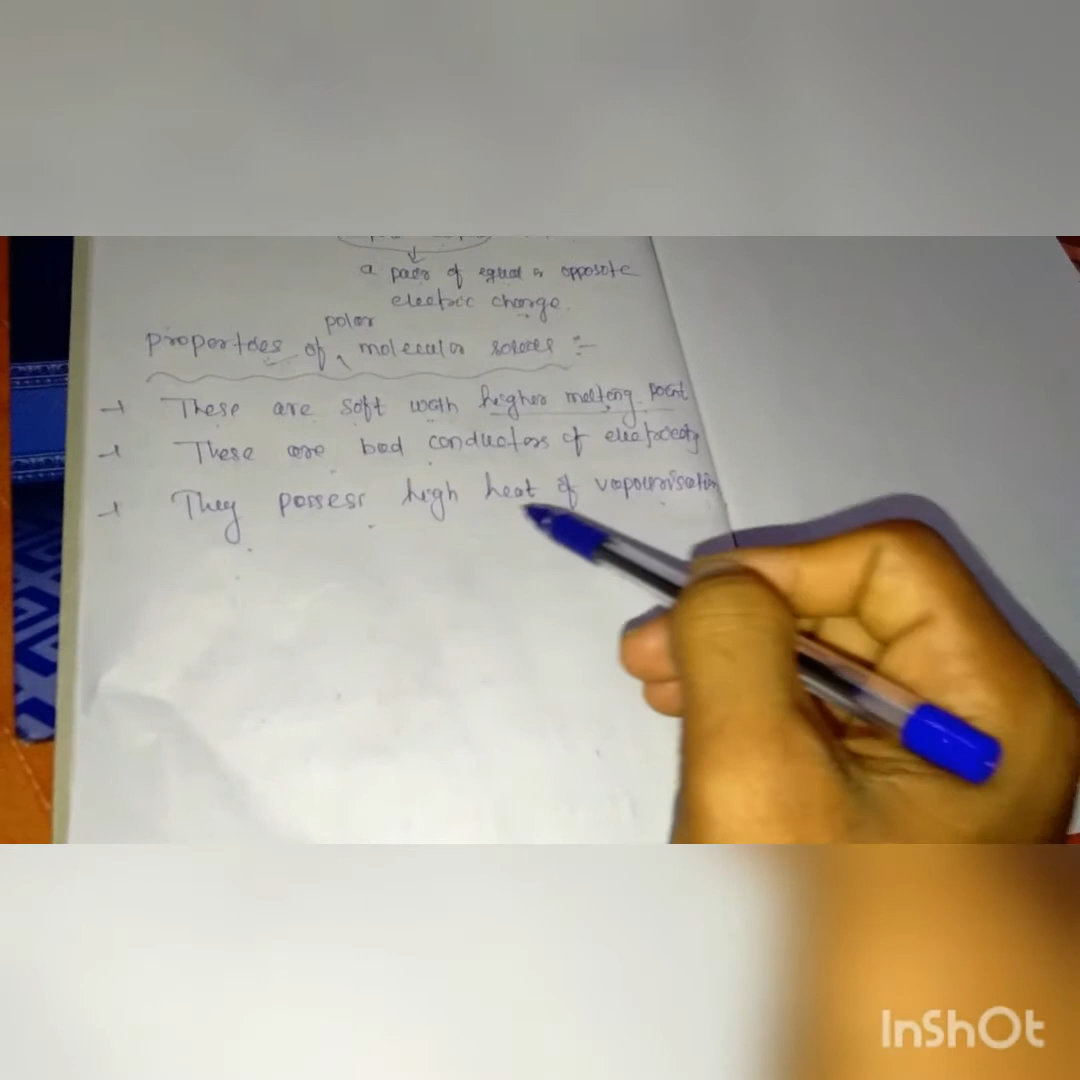 a pair of equal & opposote
electric charge.
polar
properties of molecular solids :-
→ These are soft with higher melting point
→ These are bad conductors of electricity
→ They possess high heat of vapourisation
InShOt